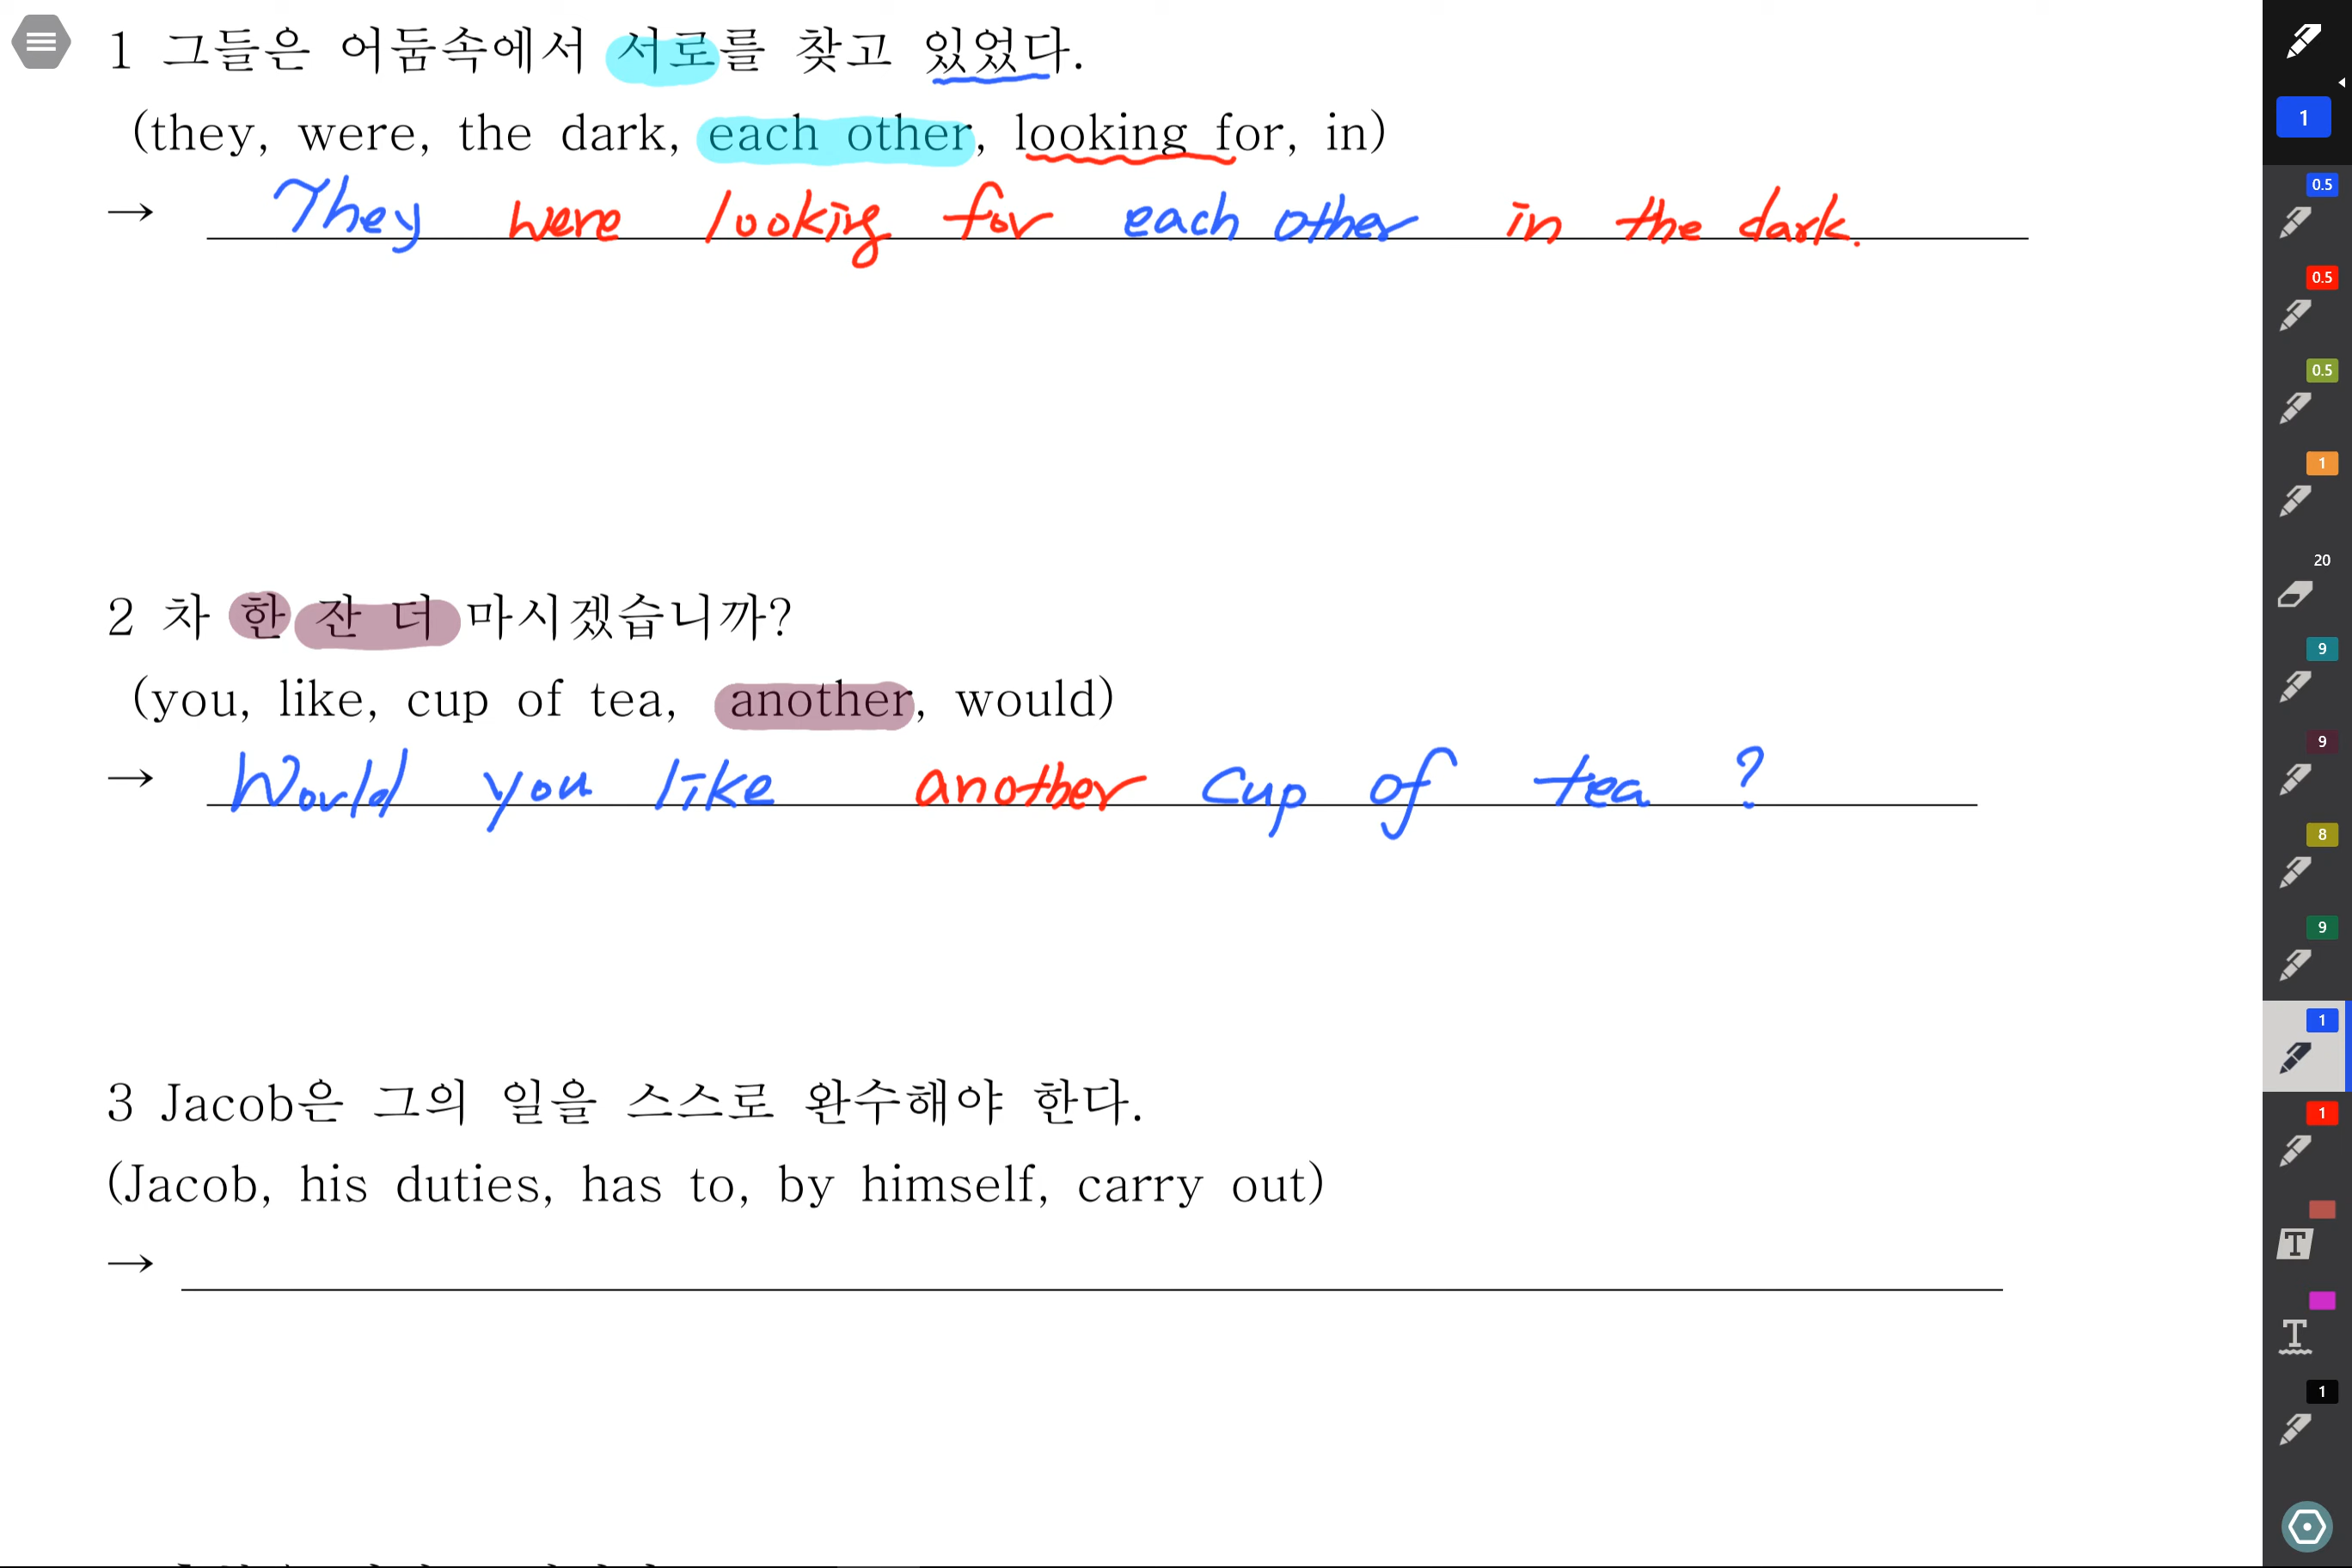 1 그들은 어둠속에서 서로를 찾고 있었다.
(they, were, the dark, each other, looking for, in)
→ They were looking for each other in the dark.
2 차 한 잔 더 마시겠습니까?
(you, like, cup of tea, another, would)
→ Would you like another cup of tea ?
3 Jacob은 그의 일을 스스로 완수해야 한다.
(Jacob, his duties, has to, by himself, carry out)
→
1
0.5
0.5
0.5
1
20
9
9
8
9
1
1
T
T
1